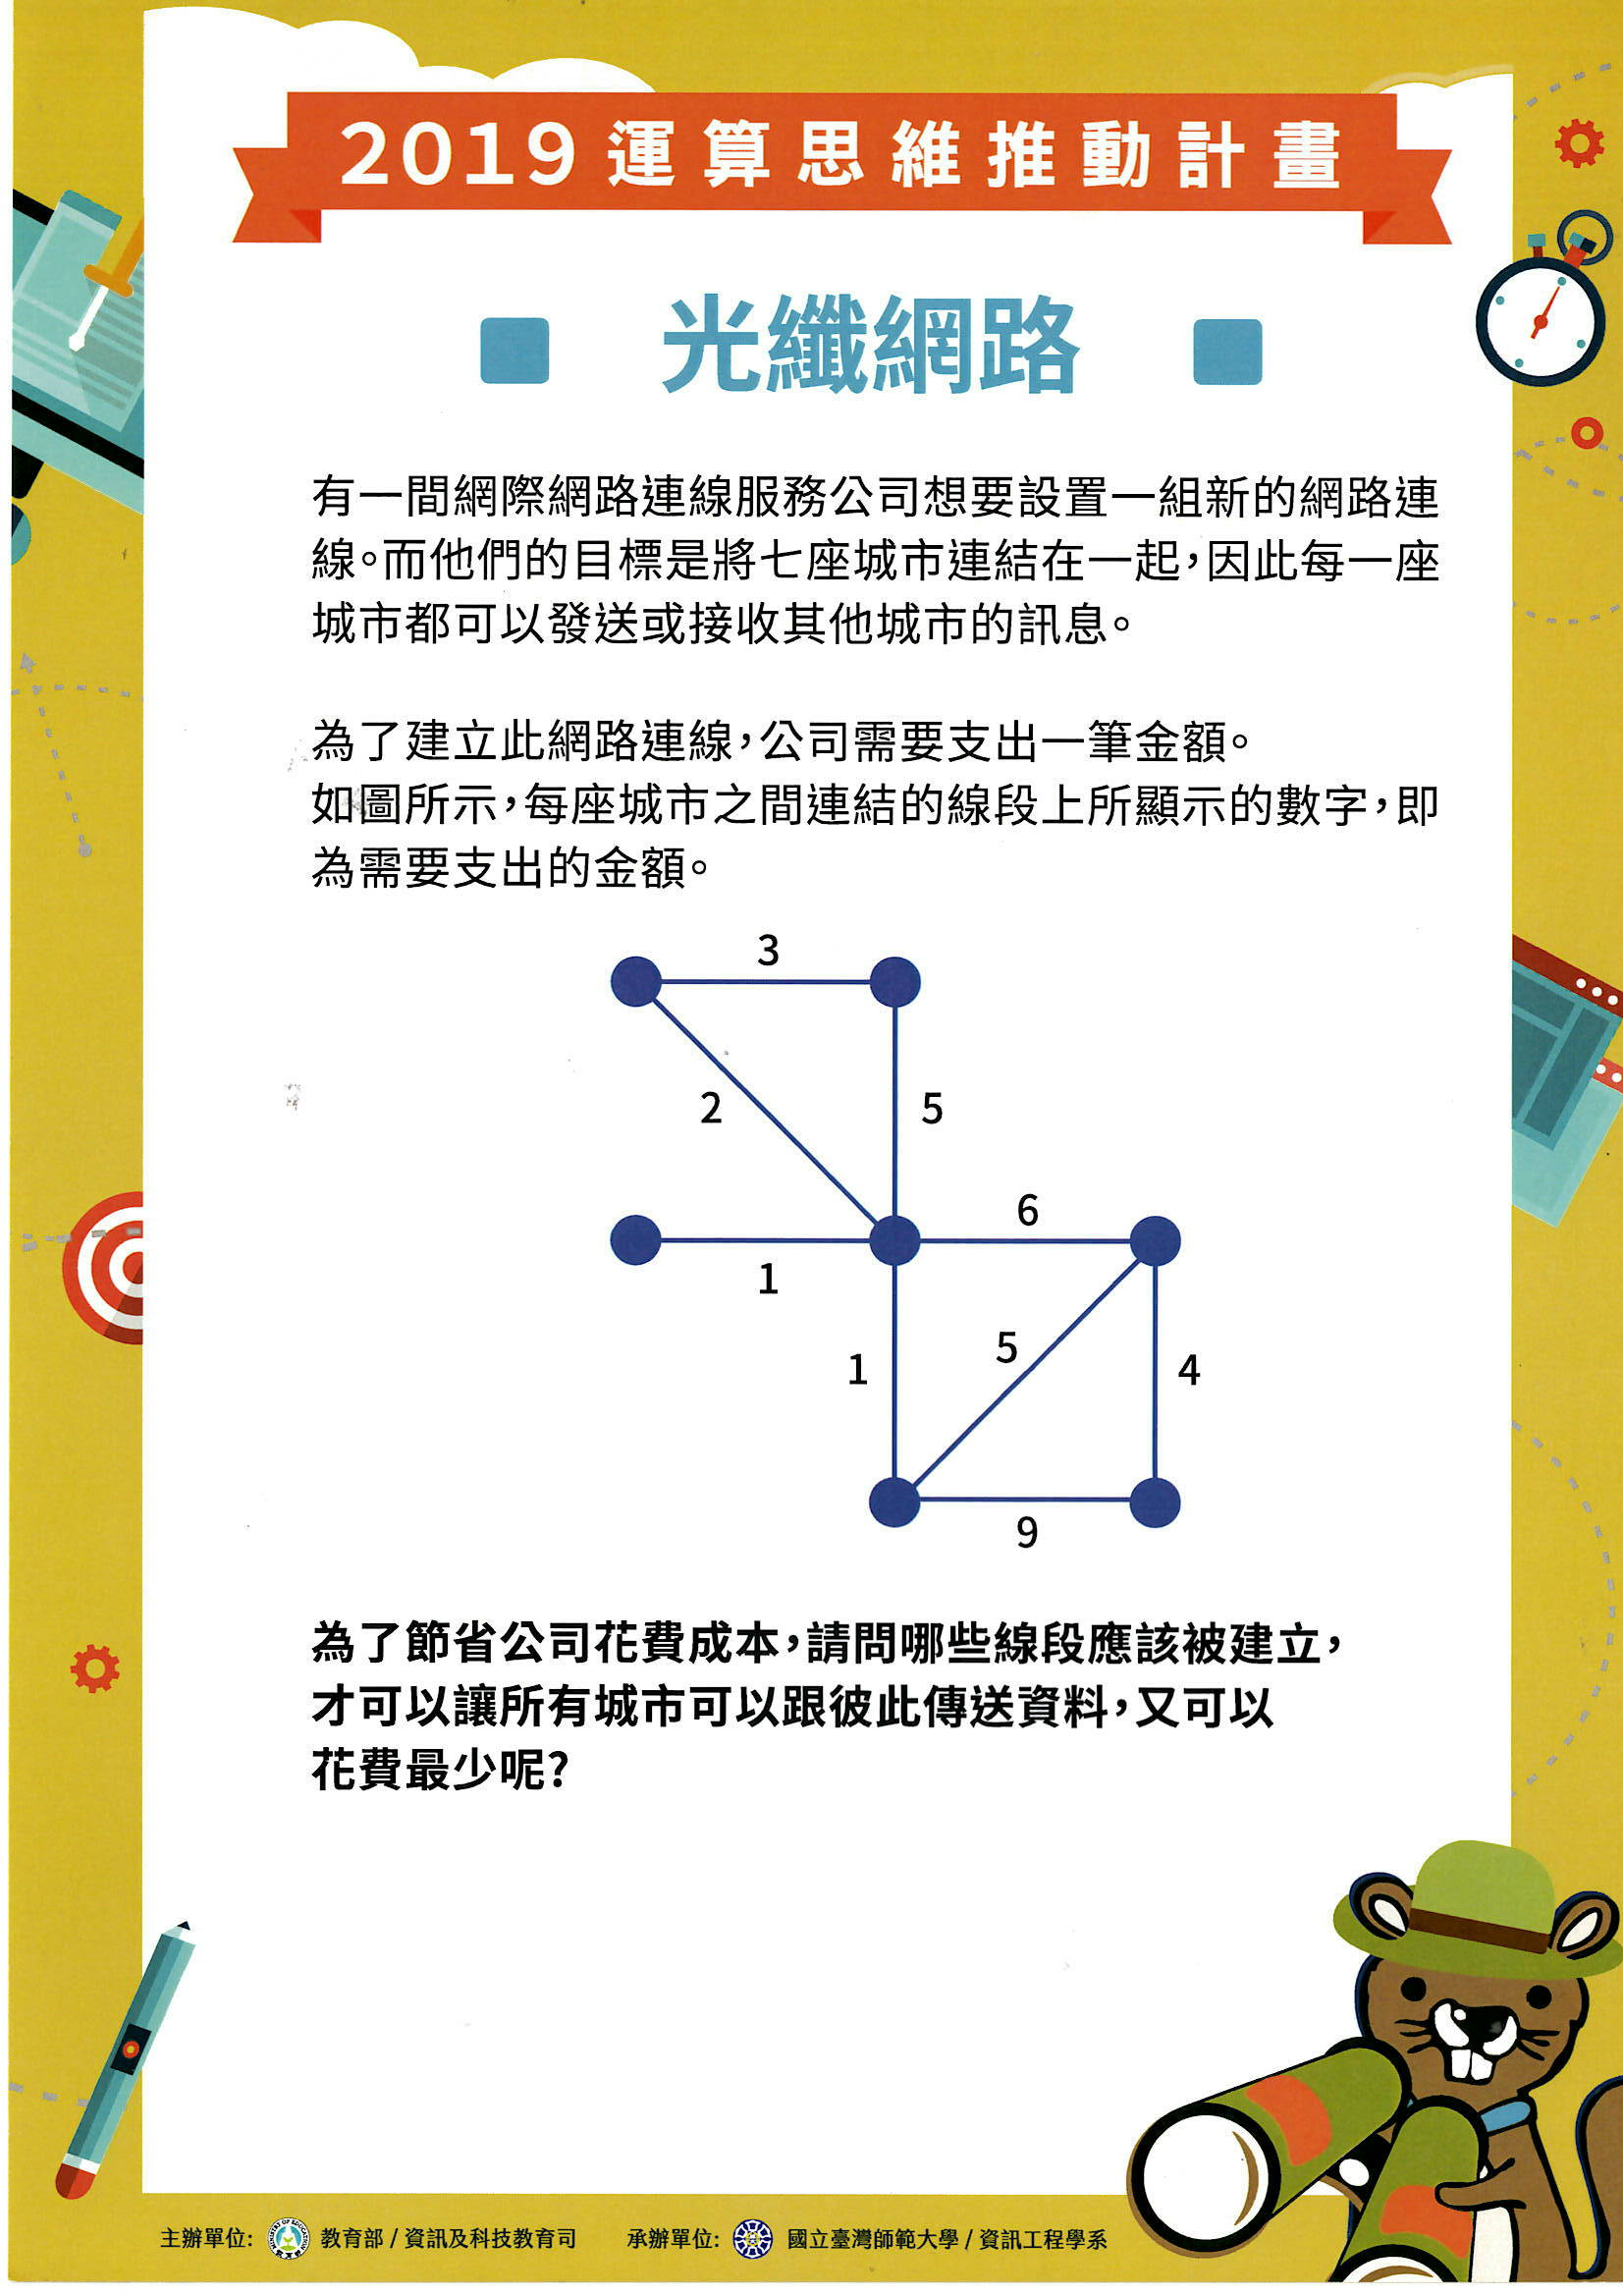 2019 運算思維推動計畫
光纖網路
有一間網際網路連線服務公司想要設置一組新的網路連
線。而他們的目標是將七座城市連結在一起，因此每一座
城市都可以發送或接收其他城市的訊息。
為了建立此網路連線，公司需要支出一筆金額。
如圖所示，每座城市之間連結的線段上所顯示的數字，即
為需要支出的金額。
3
2
5
6
1
5
1
4
9
為了節省公司花費成本，請問哪些線段應該被建立，
才可以讓所有城市可以跟彼此傳送資料，又可以
花費最少呢?
主辦單位: 教育部 / 資訊及科技教育司 承辦單位: 國立臺灣師範大學 / 資訊工程學系